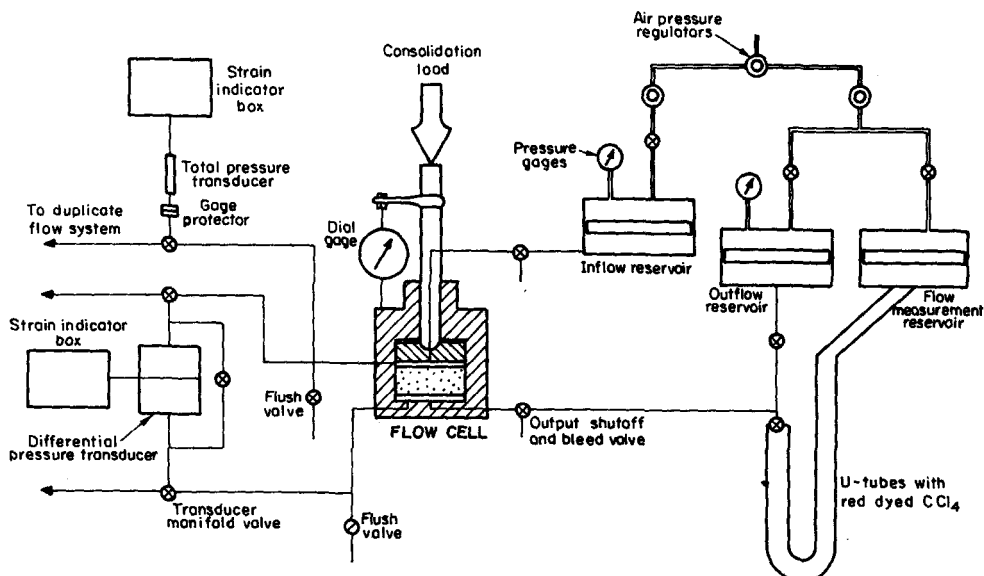 Air pressure
regulators
Consolidation
load
Strain
indicator
box
Pressure
gages
Total pressure
transducer
Gage
protector
To duplicate
flow system
Dial
gage
Inflow reservoir
Outflow
reservoir
Flow
measurement
reservoir
Strain indicator
box
Flush
valve
FLOW CELL
Output shutoff
and bleed valve
Differential
pressure transducer
U-tubes with
red dyed CCl4
Transducer
manifold valve
Flush
valve